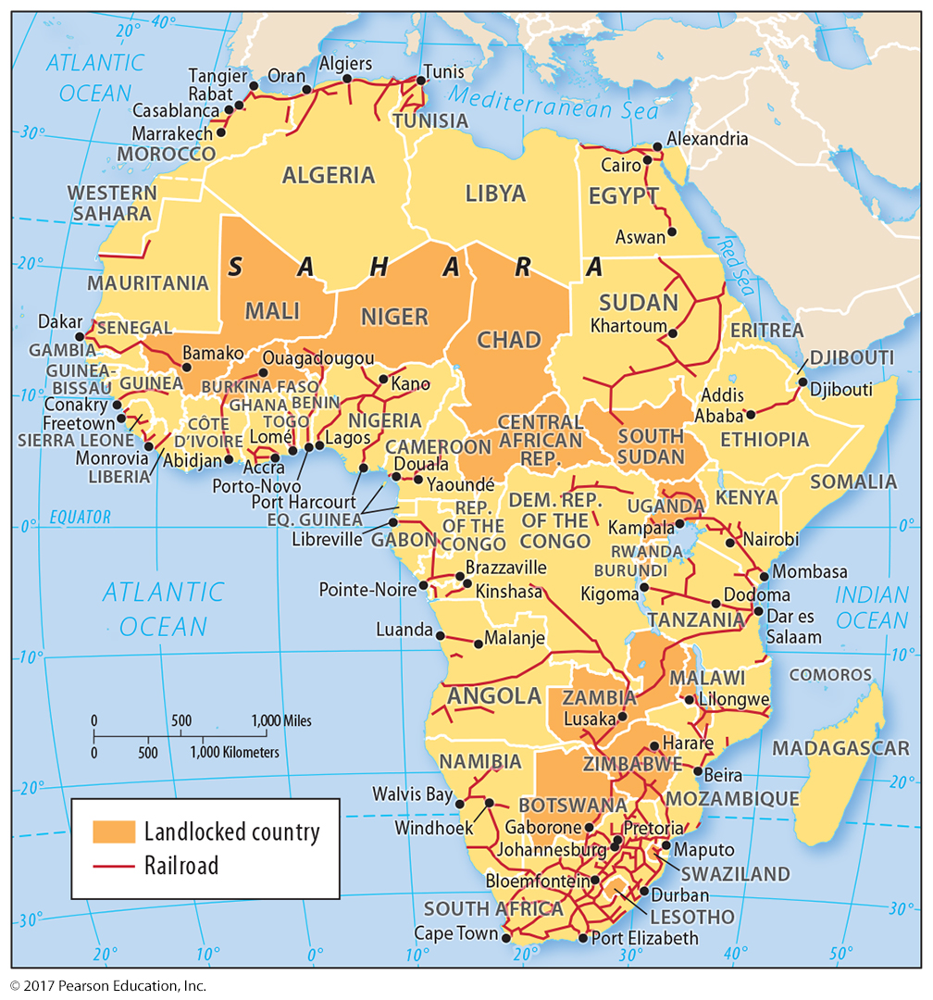 20°
40°
ATLANTIC
OCEAN
Tangier
Oran
Algiers
Tunis
Rabat
Casablanca
Marrakech
Mediterranean Sea
TUNISIA
30°
MOROCCO
Alexandria
Cairo
ALGERIA
LIBYA
EGYPT
WESTERN
SAHARA
Aswan
Red Sea
20°
S A H A R A
MAURITANIA
MALI
NIGER
CHAD
SUDAN
Khartoum
ERITREA
Dakar
SENEGAL
GAMBIA
Bamako
Ouagadougou
DJIBOUTI
GUINEA-
BISSAU
GUINEA
BURKINA FASO
Kano
Djibouti
10°
Conakry
GHANA
BENIN
Addis
Ababa
Freetown
CÔTE
D'IVOIRE
TOGO
NIGERIA
CENTRAL
AFRICAN
REP.
SOUTH
SUDAN
ETHIOPIA
SIERRA LEONE
Lomé
Lagos
CAMEROON
Monrovia
Abidjan
Accra
Douala
LIBERIA
Porto-Novo
Yaoundé
SOMALIA
Port Harcourt
EQ. GUINEA
REP.
OF THE
CONGO
DEM. REP.
OF THE
CONGO
UGANDA
KENYA
EQUATOR
0°
Libreville
GABON
Kampala
Nairobi
0°
RWANDA
BURUNDI
Brazzaville
Mombasa
ATLANTIC
OCEAN
Pointe-Noire
Kinshasa
Kigoma
Dodoma
INDIAN
OCEAN
TANZANIA
Dar es
Salaam
Luanda
Malanje
10°
10°
ANGOLA
ZAMBIA
MALAWI
COMOROS
Lusaka
Lilongwe
0 500 1,000 Miles
0 500 1,000 Kilometers
Harare
MADAGASCAR
NAMIBIA
ZIMBABWE
Beira
20°
20°
Walvis Bay
BOTSWANA
MOZAMBIQUE
Windhoek
Gaborone
Pretoria
Landlocked country
Railroad
Johannesburg
Maputo
SWAZILAND
Bloemfontein
Durban
SOUTH AFRICA
LESOTHO
30°
30°
Cape Town
Port Elizabeth
20°
10°
0°
10°
20°
30°
40°
50°
© 2017 Pearson Education, Inc.